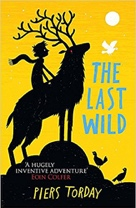 THE
LAST
WILD
'A HUGELY
INVENTIVE ADVENTURE'
EOIN COLFER
PIERS TORDAY